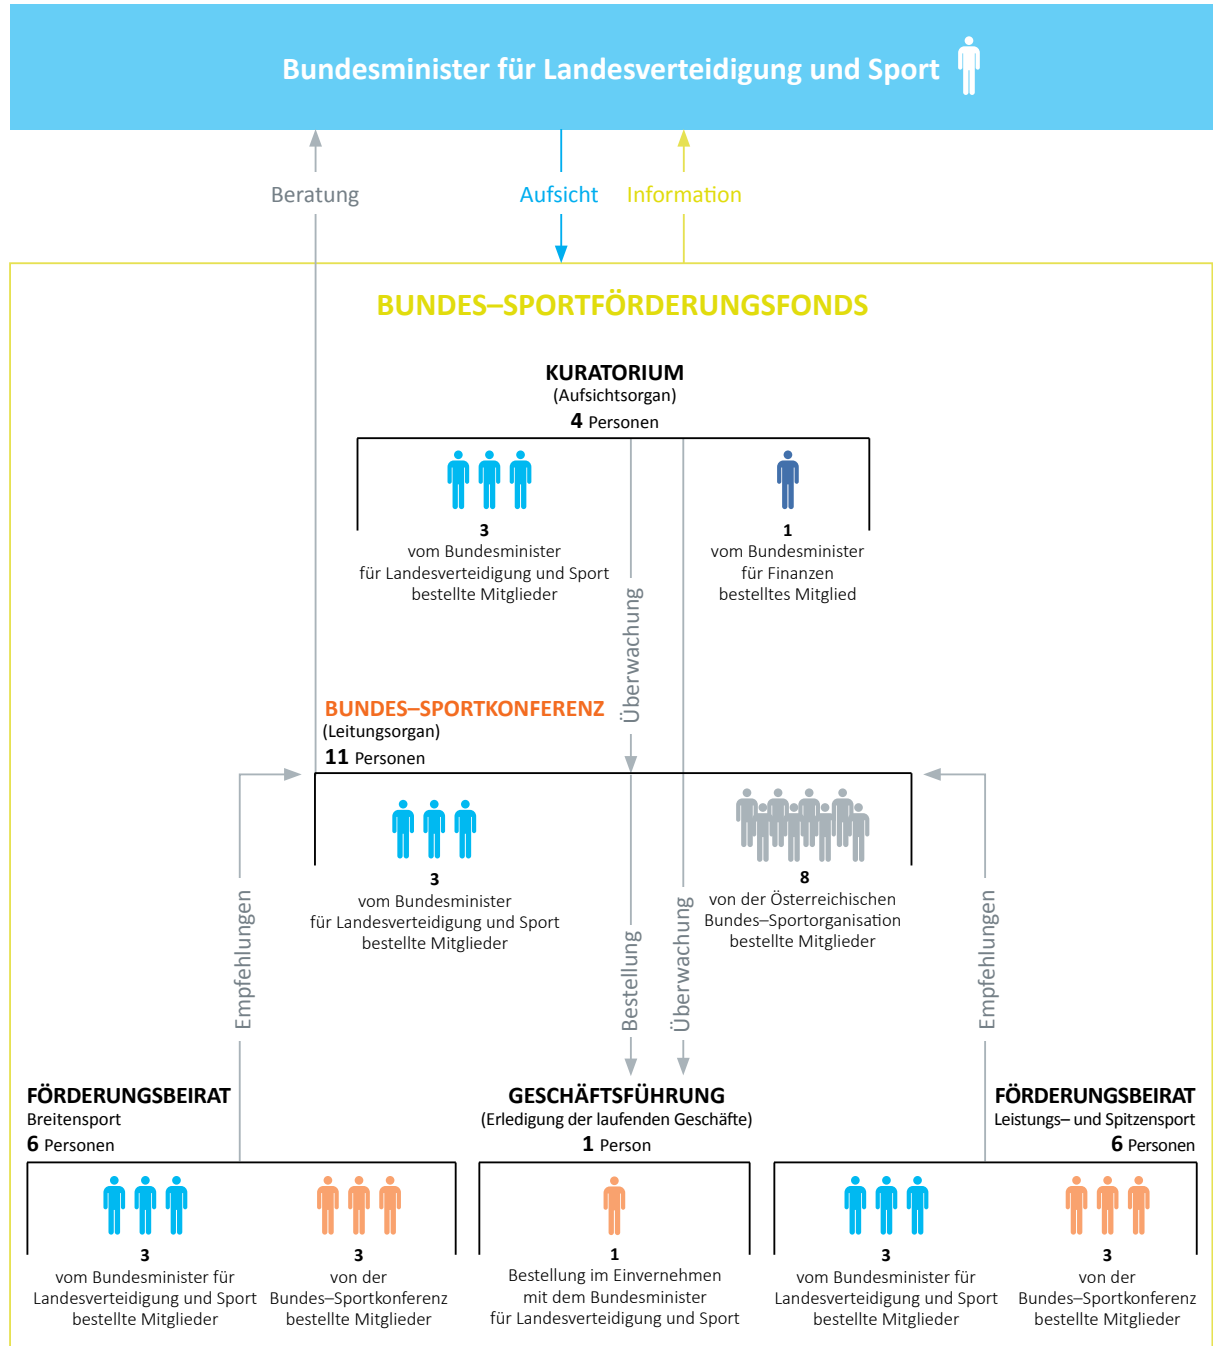 Bundesminister für Landesverteidigung und Sport
Beratung
Aufsicht
Information
BUNDES–SPORTFÖRDERUNGSFONDS
KURATORIUM
(Aufsichtsorgan)
4 Personen
3
vom Bundesminister
für Landesverteidigung und Sport
bestellte Mitglieder
1
vom Bundesminister
für Finanzen
bestelltes Mitglied
Überwachung
BUNDES–SPORTKONFERENZ
(Leitungsorgan)
11 Personen
3
vom Bundesminister
für Landesverteidigung und Sport
bestellte Mitglieder
8
von der Österreichischen
Bundes–Sportorganisation
bestellte Mitglieder
Empfehlungen
Bestellung
Überwachung
Empfehlungen
FÖRDERUNGSBEIRAT
Breitensport
6 Personen
3
vom Bundesminister für
Landesverteidigung und Sport
bestellte Mitglieder
3
von der
Bundes–Sportkonferenz
bestellte Mitglieder
GESCHÄFTSFÜHRUNG
(Erledigung der laufenden Geschäfte)
1 Person
1
Bestellung im Einvernehmen
mit dem Bundesminister
für Landesverteidigung und Sport
FÖRDERUNGSBEIRAT
Leistungs– und Spitzensport
6 Personen
3
vom Bundesminister für
Landesverteidigung und Sport
bestellte Mitglieder
3
von der
Bundes–Sportkonferenz
bestellte Mitglieder